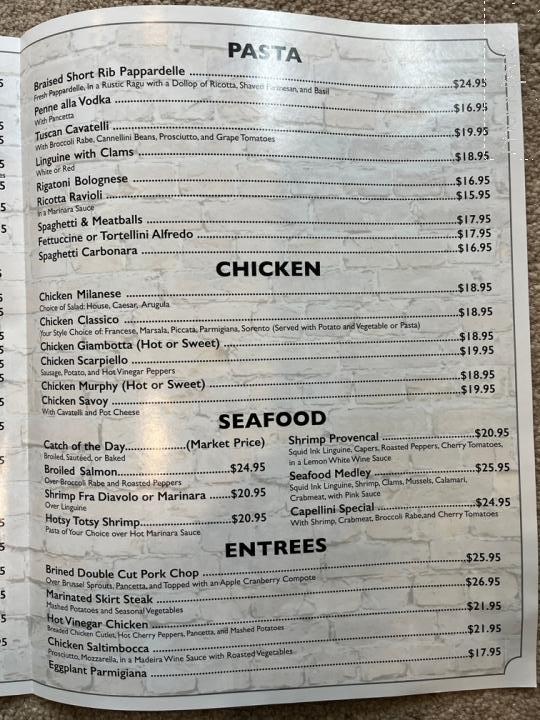 PASTA
Braised Short Rib Pappardelle ........ $24.95
Fresh Pappardelle, in a Rustic Ragu with a Dollop of Ricotta, Shaved Parmesan, and Basil
Penne alla Vodka ........ $16.95
With Pancetta
Tuscan Cavatelli ........ $19.95
With Broccoli Rabe, Cannellini Beans, Prosciutto, and Grape Tomatoes
Linguine with Clams ........ $18.95
White or Red
Rigatoni Bolognese ........ $16.95
Ricotta Ravioli ........ $15.95
in a Marinara Sauce
Spaghetti & Meatballs ........ $17.95
Fettuccine or Tortellini Alfredo ........ $17.95
Spaghetti Carbonara ........ $16.95
CHICKEN
Chicken Milanese ........ $18.95
Choice of Salad: House, Caesar, Arugula
Chicken Classico ........ $18.95
Your Style Choice of: Francese, Marsala, Piccata, Parmigiana, Sorento (Served with Potato and Vegetable or Pasta)
Chicken Giambotta (Hot or Sweet) ........ $18.95
Chicken Scarpiello ........ $19.95
Sausage, Potato, and Hot Vinegar Peppers
Chicken Murphy (Hot or Sweet) ........ $18.95
Chicken Savoy ........ $19.95
With Cavatelli and Pot Cheese
SEAFOOD
Catch of the Day ........ (Market Price)
Broiled, Sautéed, or Baked
Broiled Salmon ........ $24.95
Over Broccoli Rabe and Roasted Peppers
Shrimp Fra Diavolo or Marinara ........ $20.95
Over Linguine
Hotsy Totsy Shrimp ........ $20.95
Pasta of Your Choice over Hot Marinara Sauce
Shrimp Provencal ........ $20.95
Squid Ink Linguine, Capers, Roasted Peppers, Cherry Tomatoes,
in a Lemon White Wine Sauce
Seafood Medley ........ $25.95
Squid Ink Linguine, Shrimp, Clams, Mussels, Calamari,
Crabmeat, with Pink Sauce
Capellini Special ........ $24.95
With Shrimp, Crabmeat, Broccoli Rabe,and Cherry Tomatoes
ENTREES
Brined Double Cut Pork Chop ........ $25.95
Over Brussel Sprouts, Pancetta, and Topped with an Apple Cranberry Compote
Marinated Skirt Steak ........ $26.95
Mashed Potatoes and Seasonal Vegetables
Hot Vinegar Chicken ........ $21.95
Breaded Chicken Cutlet, Hot Cherry Peppers, Pancetta, and Mashed Potatoes
Chicken Saltimbocca ........ $21.95
Prosciutto, Mozzarella, in a Madeira Wine Sauce with Roasted Vegetables
Eggplant Parmigiana ........ $17.95